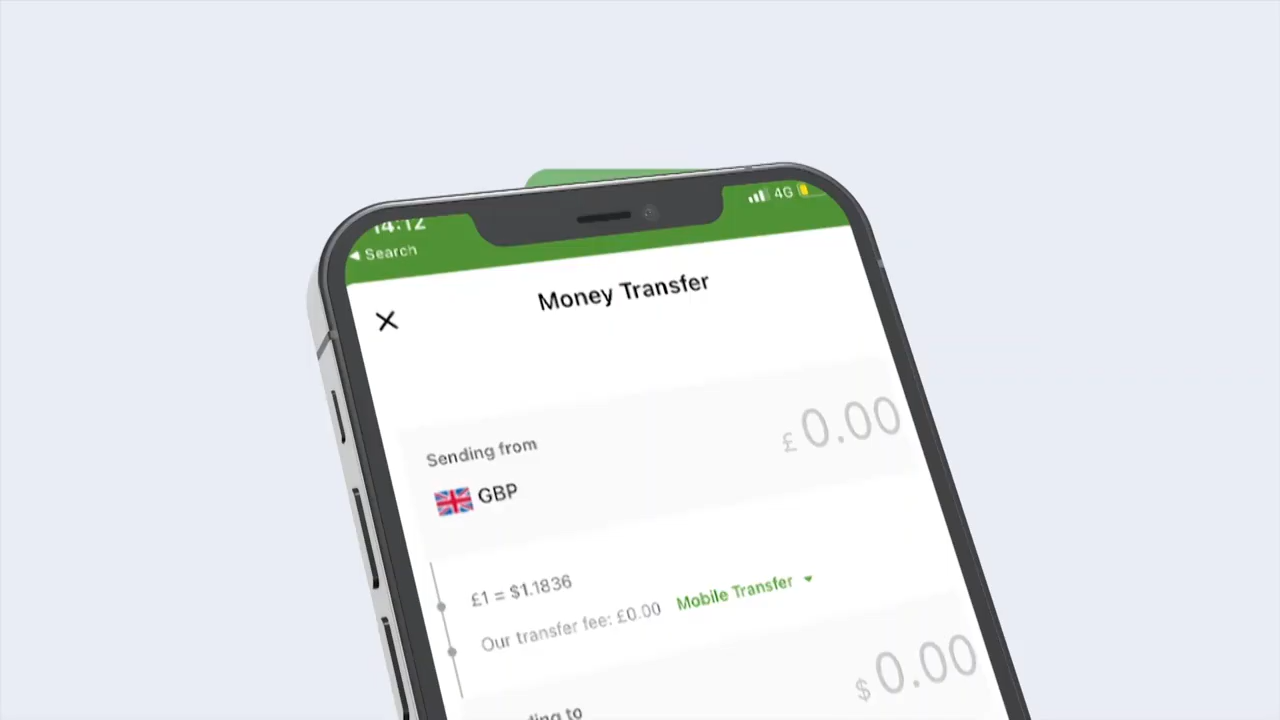 14:12
4G
◀ Search
Money Transfer
Sending from
£ 0.00
GBP
£1 = $1.1836
Our transfer fee: £0.00 Mobile Transfer
$ 0.00
to